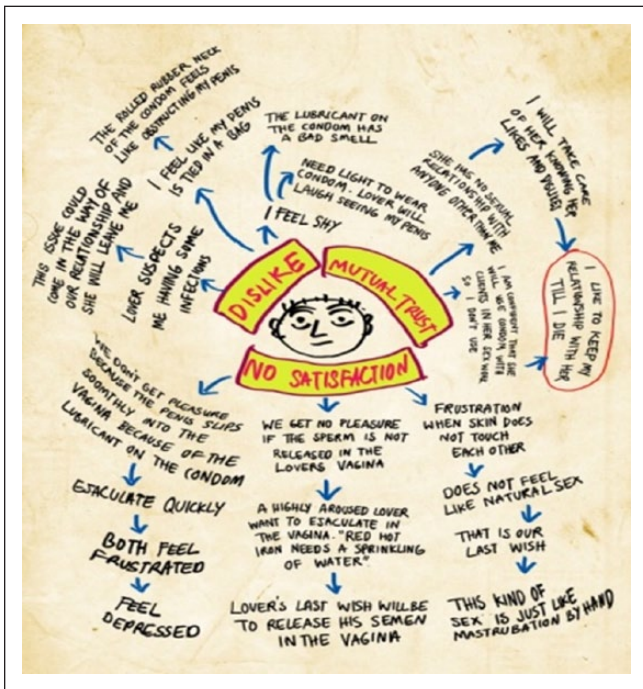 THE ROLLED RUBBER NECK
OF THE CONDOM FEELS
LIKE OBSTRUCTING MY PENIS
I FEEL LIKE MY PENIS
IS TIED IN A BAG
THE LUBRICANT ON
THE CONDOM HAS
A BAD SMELL
NEED LIGHT TO WEAR
CONDOM. LOVER WILL
LAUGH SEEING MY PENIS
I FEEL SHY
THIS ISSUE COULD
COME IN THE WAY OF
OUR RELATIONSHIP AND
SHE WILL LEAVE ME
LOVER SUSPECTS
ME HAVING SOME
INFECTIONS
DISLIKE
MUTUAL TRUST
SHE HAS NO SEXUAL
RELATIONSHIP WITH
ANYONE OTHER THAN ME
I WILL TAKE CARE
OF HER KNOWING HER
LIKES AND
I AM CONFIDENT THAT SHE
WILL USE CONDOM WITH
CLIENTS IN HER SEX WORK
SO I DON'T USE
I LIKE TO KEEP MY
RELATIONSHIP WITH HER
TILL I DIE
NO SATISFACTION
WE DON'T GET PLEASURE
BECAUSE THE PENIS SLIPS
SOOMTHLY INTO THE
VAGINA BECAUSE OF THE
LUBRICANT ON THE CONDOM
EJACULATE QUICKLY
BOTH FEEL
FRUSTRATED
FEEL
DEPRESSED
WE GET NO PLEASURE
IF THE SPERM IS NOT
RELEASED IN THE
LOVERS VAGINA
A HIGHLY AROUSED LOVER
WANT TO EJACULATE IN
THE VAGINA. "RED HOT
IRON NEEDS A SPRINKLING
OF WATER"
LOVER'S LAST WISH WILL BE
TO RELEASE HIS SEMEN
IN THE VAGINA
FRUSTRATION
WHEN SKIN DOES
NOT TOUCH
EACH OTHER
DOES NOT FEEL
LIKE NATURAL SEX
THAT IS OUR
LAST WISH
THIS KIND OF
SEX IS JUST LIKE
MASTRUBATION BY HAND